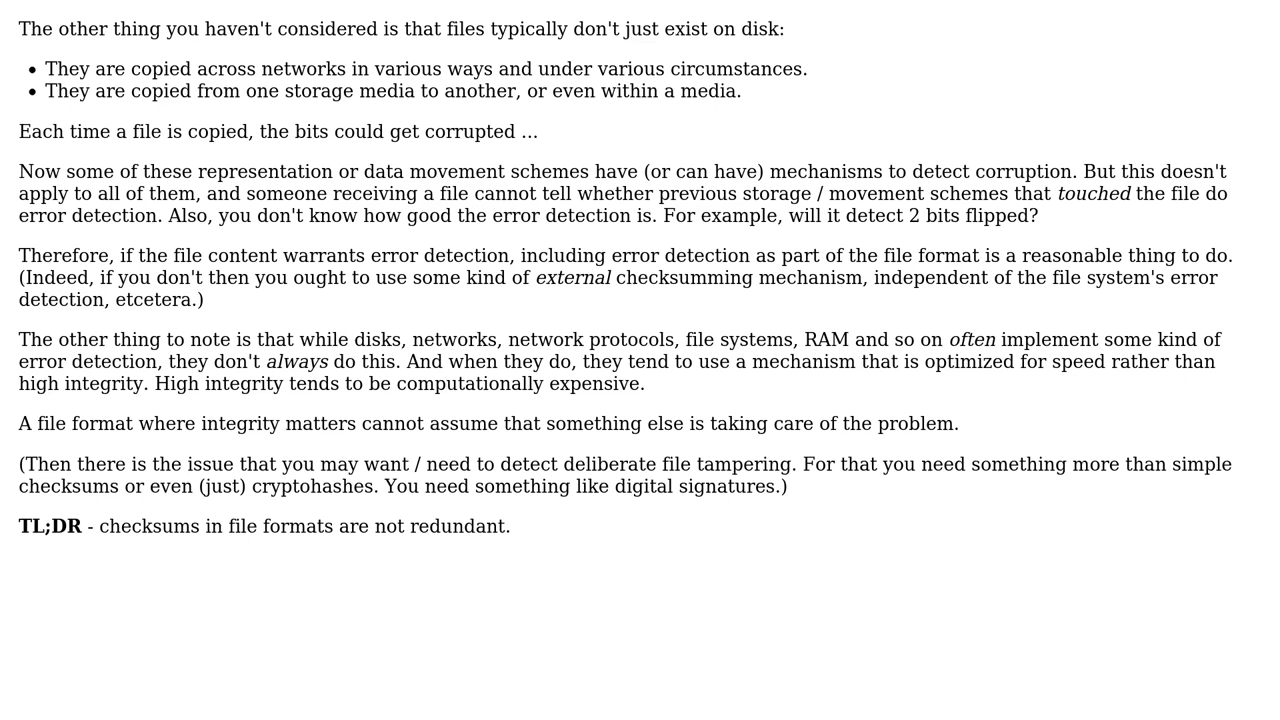 The other thing you haven't considered is that files typically don't just exist on disk:
• They are copied across networks in various ways and under various circumstances.
• They are copied from one storage media to another, or even within a media.
Each time a file is copied, the bits could get corrupted ...
Now some of these representation or data movement schemes have (or can have) mechanisms to detect corruption. But this doesn't
apply to all of them, and someone receiving a file cannot tell whether previous storage / movement schemes that touched the file do
error detection. Also, you don't know how good the error detection is. For example, will it detect 2 bits flipped?
Therefore, if the file content warrants error detection, including error detection as part of the file format is a reasonable thing to do.
(Indeed, if you don't then you ought to use some kind of external checksumming mechanism, independent of the file system's error
detection, etcetera.)
The other thing to note is that while disks, networks, network protocols, file systems, RAM and so on often implement some kind of
error detection, they don't always do this. And when they do, they tend to use a mechanism that is optimized for speed rather than
high integrity. High integrity tends to be computationally expensive.
A file format where integrity matters cannot assume that something else is taking care of the problem.
(Then there is the issue that you may want / need to detect deliberate file tampering. For that you need something more than simple
checksums or even (just) cryptohashes. You need something like digital signatures.)
TL;DR - checksums in file formats are not redundant.